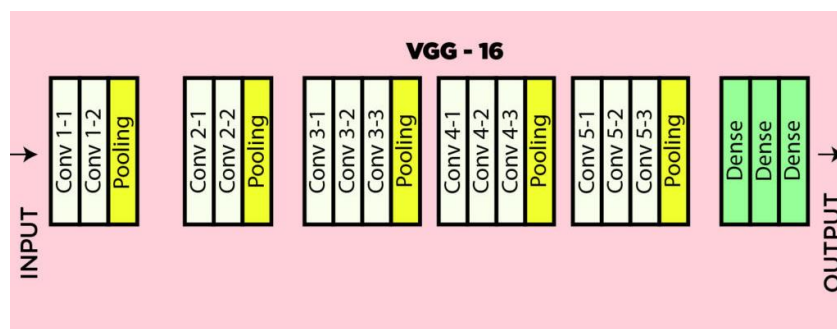 VGG - 16
INPUT
Conv 1-1
Conv 1-2
Pooling
Conv 2-1
Conv 2-2
Pooling
Conv 3-1
Conv 3-2
Conv 3-3
Pooling
Conv 4-1
Conv 4-2
Conv 4-3
Pooling
Conv 5-1
Conv 5-2
Conv 5-3
Pooling
Dense
Dense
Dense
OUTPUT